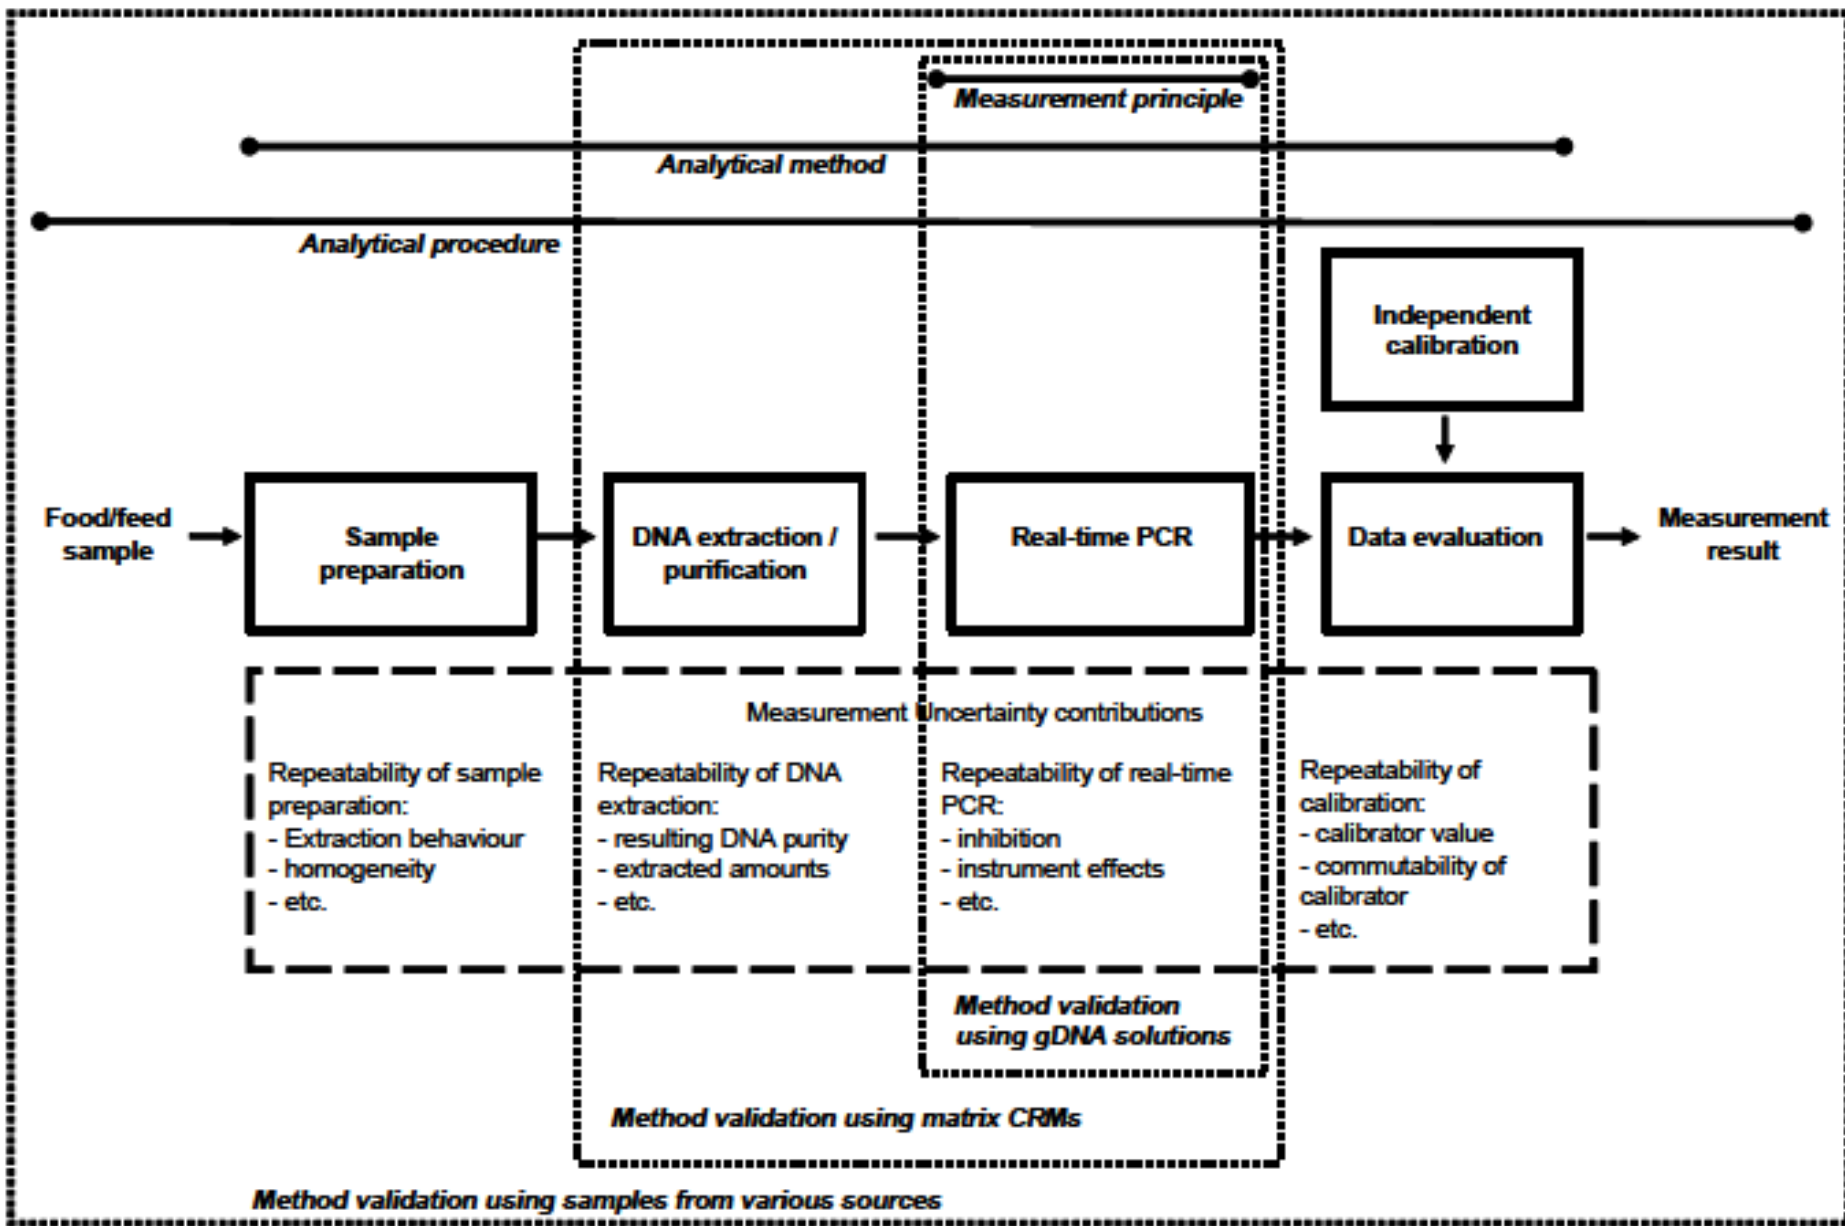 Measurement principle
Analytical method
Analytical procedure
Independent
calibration
Food/feed
sample
Sample
preparation
DNA extraction /
purification
Real-time PCR
Data evaluation
Measurement
result
Measurement Uncertainty contributions
Repeatability of sample
preparation:
- Extraction behaviour
- homogeneity
- etc.
Repeatability of DNA
extraction:
- resulting DNA purity
- extracted amounts
- etc.
Repeatability of real-time
PCR:
- inhibition
- instrument effects
- etc.
Repeatability of
calibration:
- calibrator value
- commutability of
calibrator
- etc.
Method validation
using gDNA solutions
Method validation using matrix CRMs
Method validation using samples from various sources